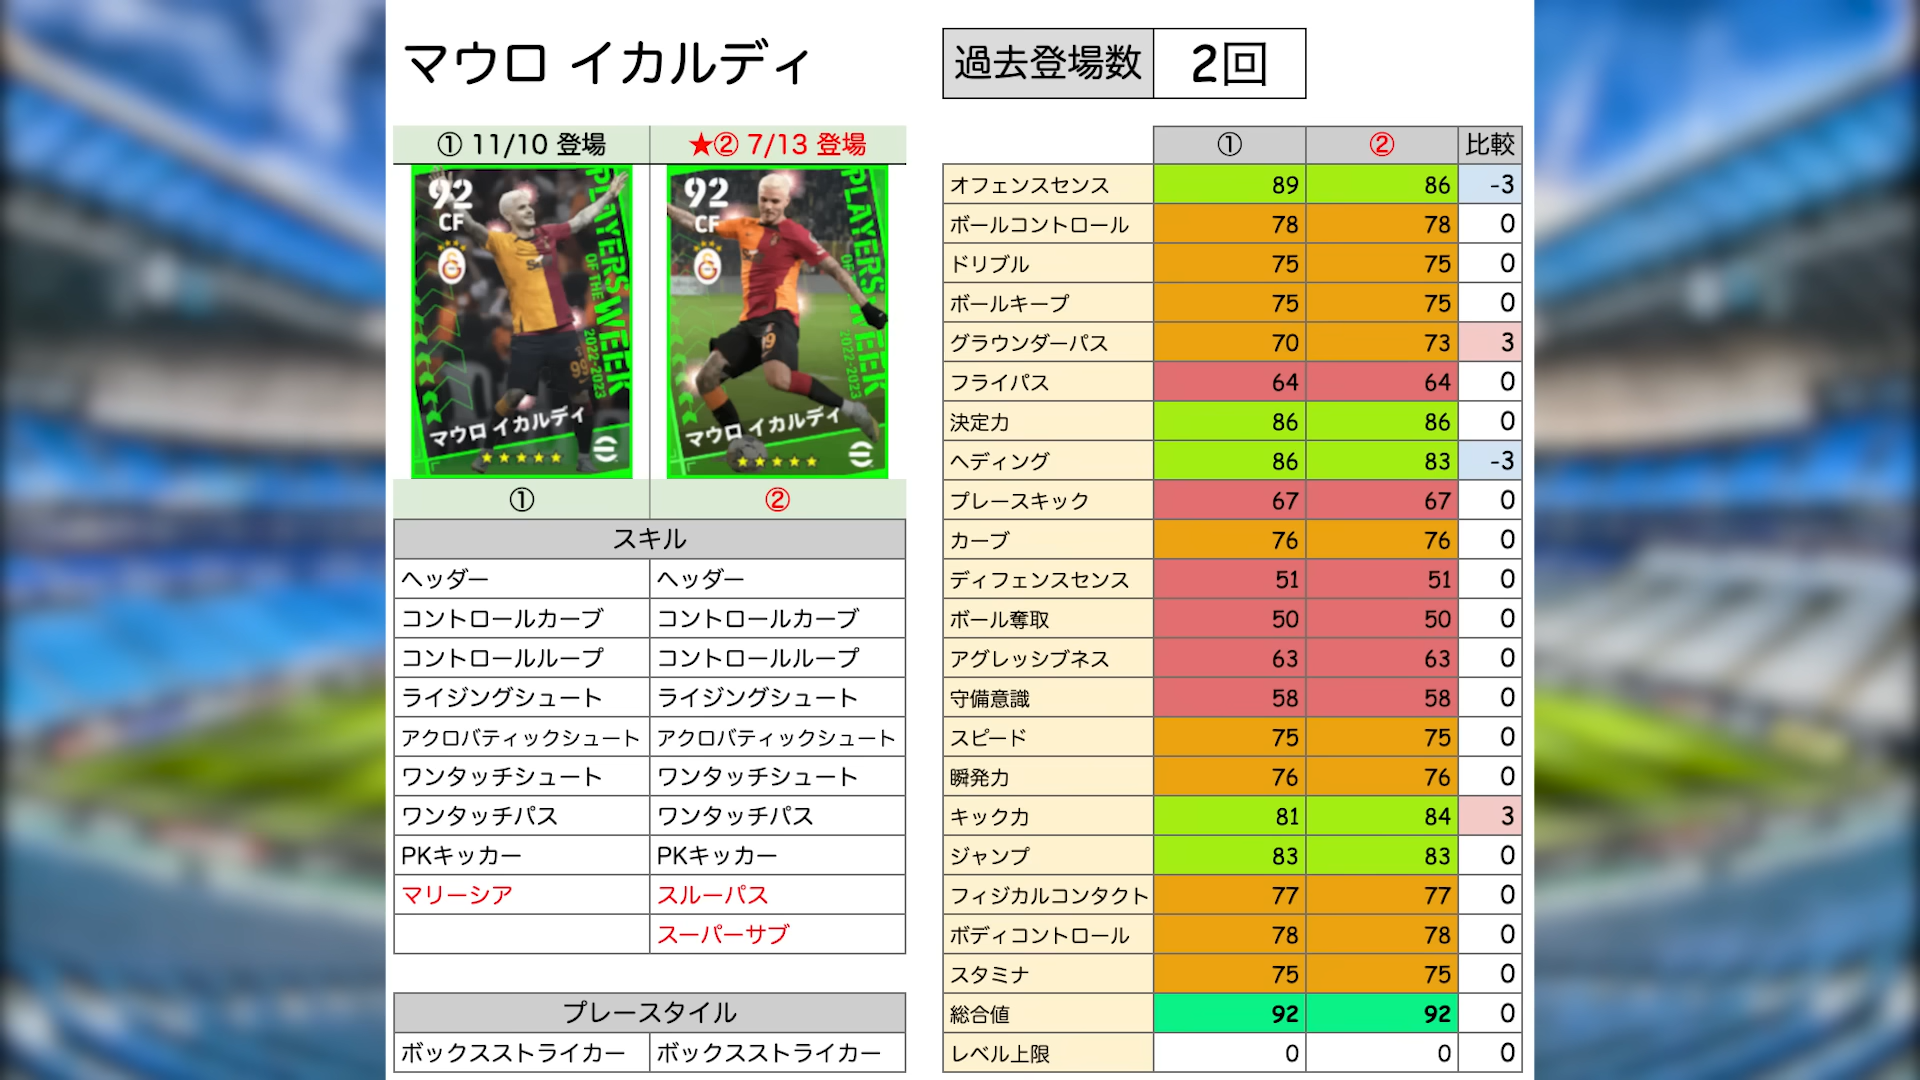 マウロ イカルディ
過去登場数 2回
① 11/10 登場 ★② 7/13 登場
92
CF
PLAYERS OF THE WEEK
2022-2023
マウロ イカルディ
92
CF
PLAYERS OF THE WEEK
2022-2023
マウロ イカルディ
① ②
スキル
ヘッダー ヘッダー
コントロールカーブ コントロールカーブ
コントロールループ コントロールループ
ライジングシュート ライジングシュート
アクロバティックシュート アクロバティックシュート
ワンタッチシュート ワンタッチシュート
ワンタッチパス ワンタッチパス
PKキッカー PKキッカー
マリーシア スルーパス
スーパーサブ
プレースタイル
ボックスストライカー ボックスストライカー
① ② 比較
オフェンスセンス 89 86 -3
ボールコントロール 78 78 0
ドリブル 75 75 0
ボールキープ 75 75 0
グラウンダーパス 70 73 3
フライパス 64 64 0
決定力 86 86 0
ヘディング 86 83 -3
プレースキック 67 67 0
カーブ 76 76 0
ディフェンスセンス 51 51 0
ボール奪取 50 50 0
アグレッシブネス 63 63 0
守備意識 58 58 0
スピード 75 75 0
瞬発力 76 76 0
キック力 81 84 3
ジャンプ 83 83 0
フィジカルコンタクト 77 77 0
ボディコントロール 78 78 0
スタミナ 75 75 0
総合値 92 92 0
レベル上限 0 0 0